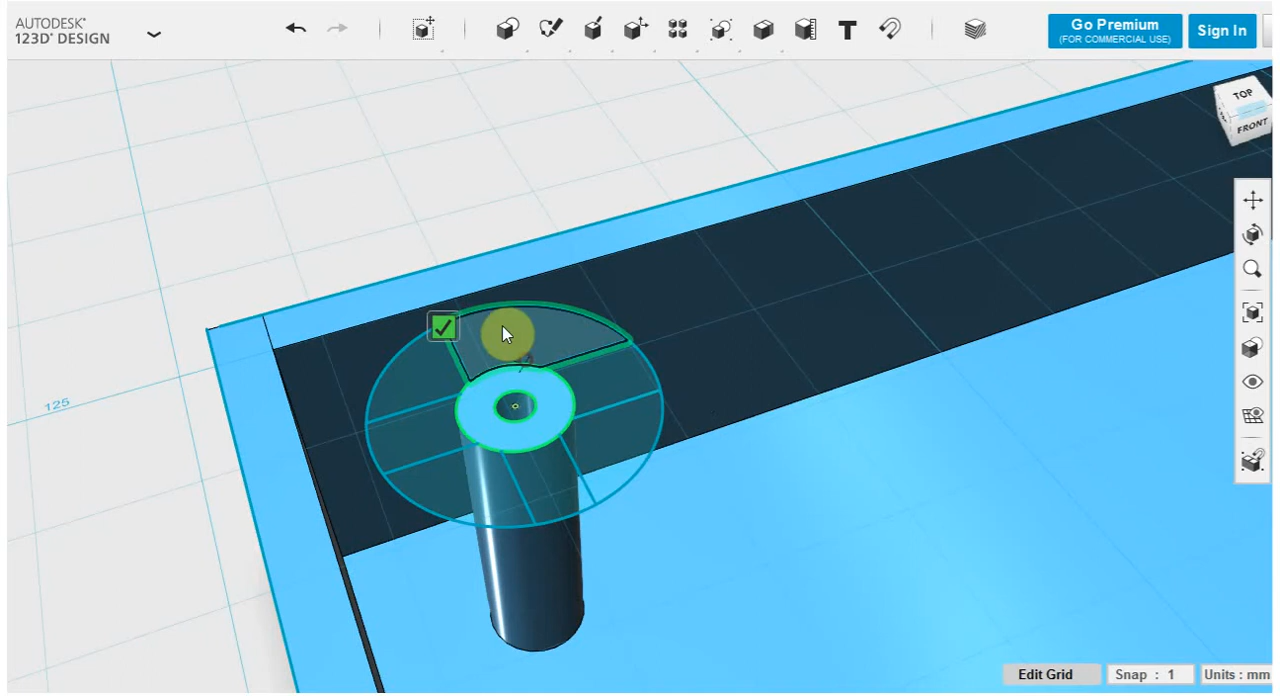 AUTODESK®
123D® DESIGN
T
Go Premium
(FOR COMMERCIAL USE)
Sign In
TOP
FRONT
125
Edit Grid
Snap : 1
Units : mm